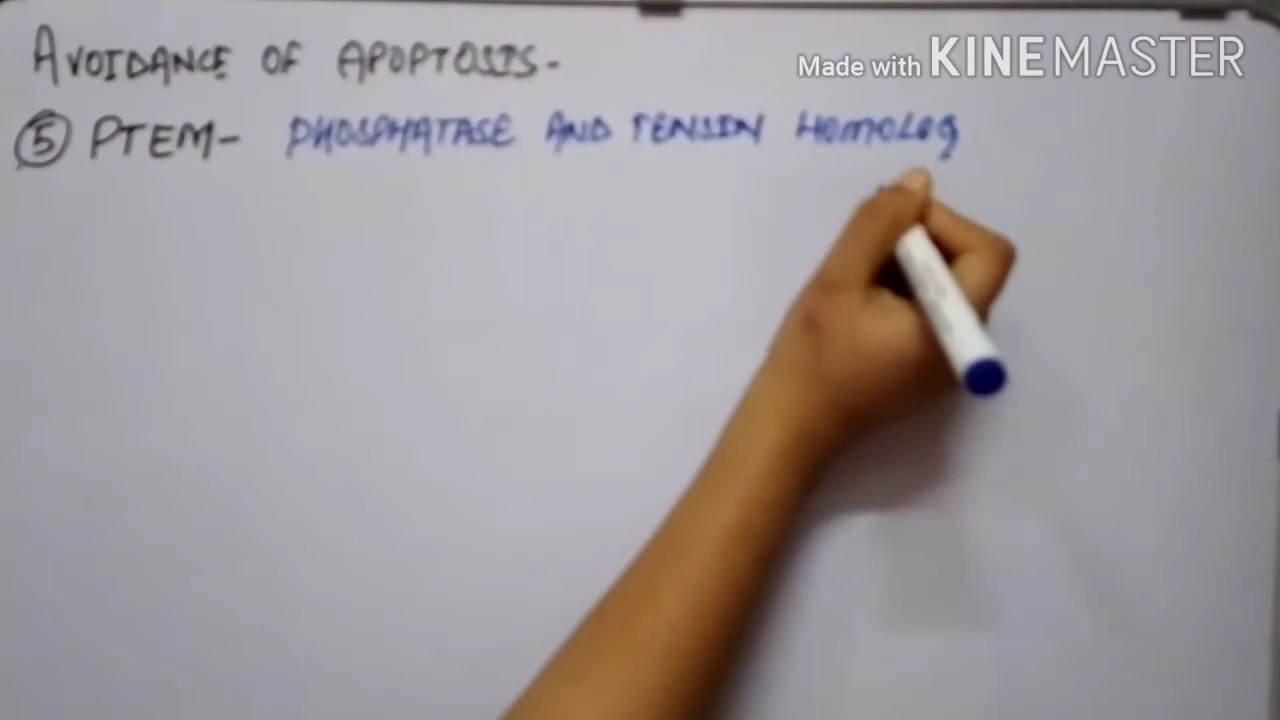 AVOIDANCE OF APOPTOSIS-
Made with KINEMASTER
⑤ PTEM- PHOSPHATASE AND TENSIN HOMOLOG